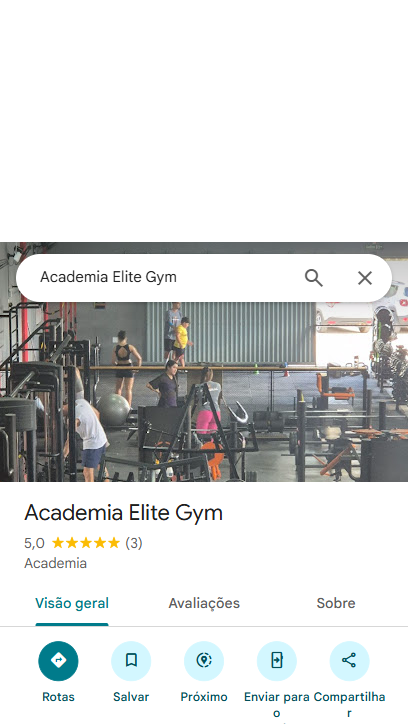 Academia Elite Gym
Academia Elite Gym
5,0 (3)
Academia
Visão geral Avaliações Sobre
Rotas Salvar Próximo Enviar para o Compartilhar